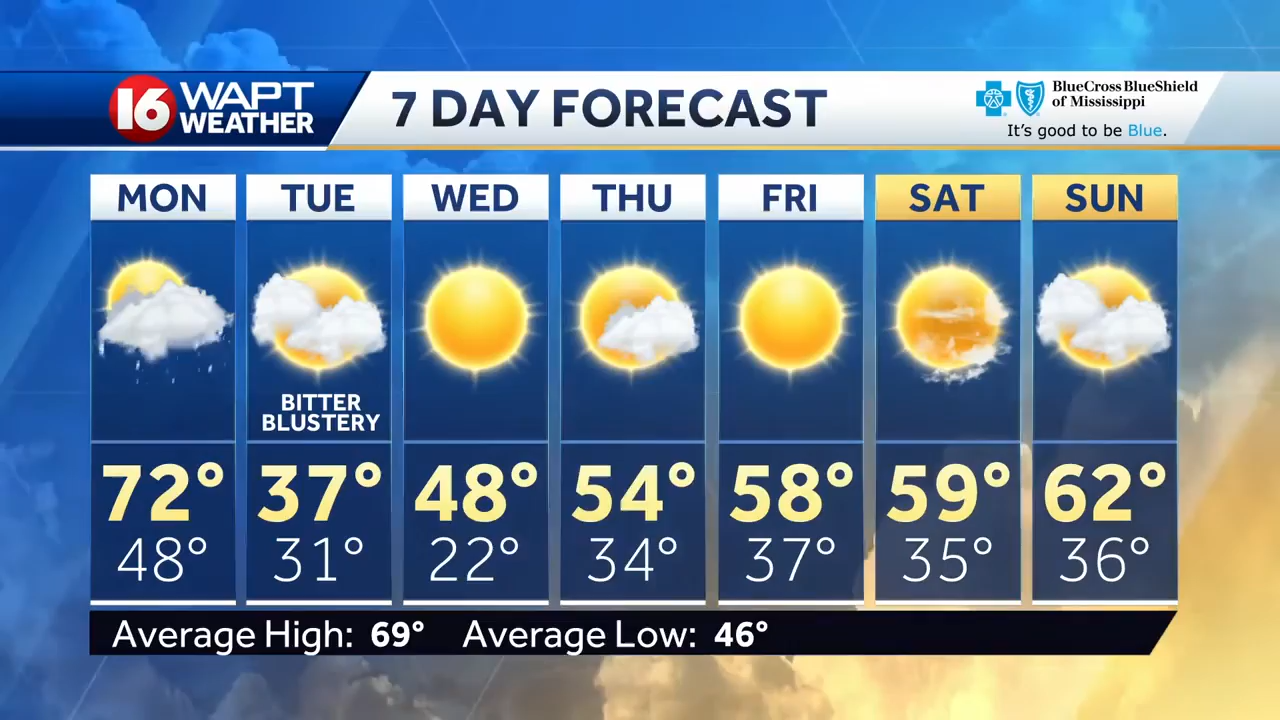 16 WAPT WEATHER
7 DAY FORECAST
BlueCross BlueShield
of Mississippi
It's good to be Blue.
MON TUE WED THU FRI SAT SUN
BITTER
BLUSTERY
72° 37° 48° 54° 58° 59° 62°
48° 31° 22° 34° 37° 35° 36°
Average High: 69° Average Low: 46°